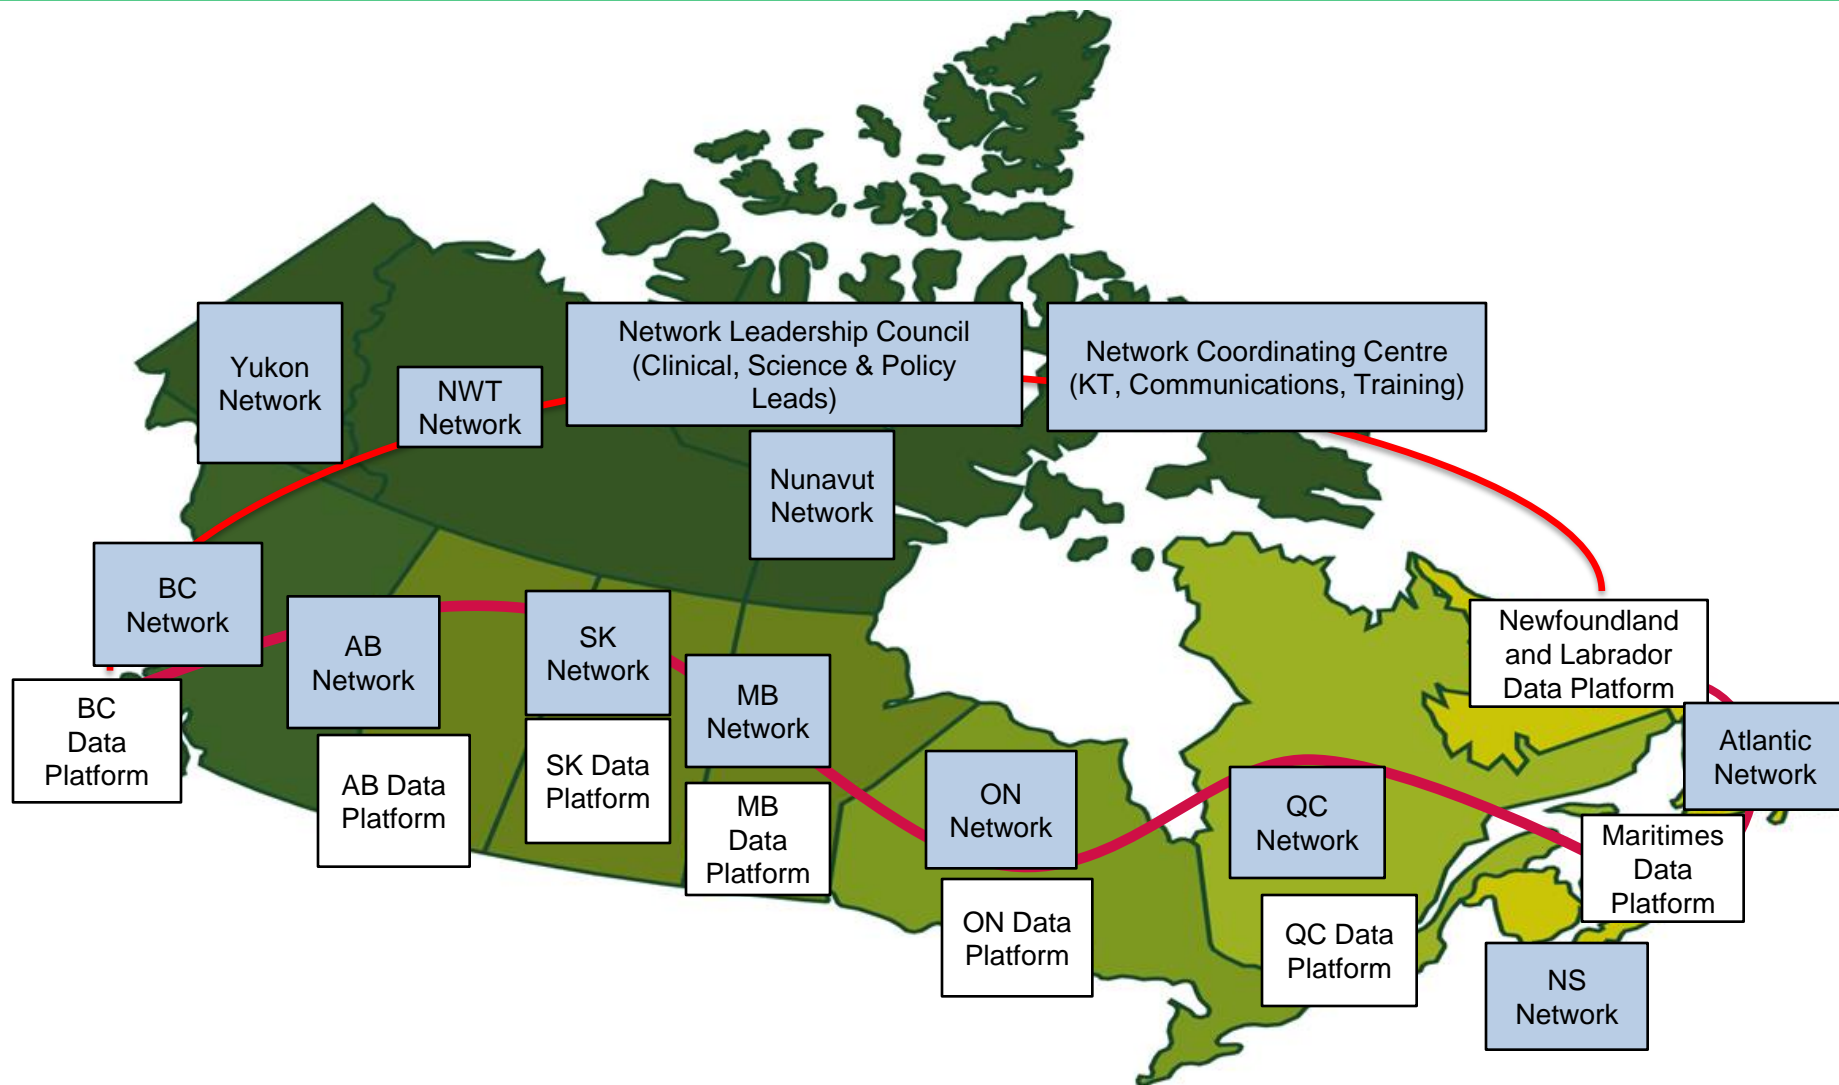 Yukon
Network
NWT
Network
Network Leadership Council
(Clinical, Science & Policy
Leads)
Network Coordinating Centre
(KT, Communications, Training)
Nunavut
Network
BC
Network
BC
Data
Platform
AB
Network
AB Data
Platform
SK
Network
SK Data
Platform
MB
Network
MB
Data
Platform
ON
Network
ON Data
Platform
QC
Network
QC Data
Platform
Newfoundland
and Labrador
Data Platform
Atlantic
Network
Maritimes
Data
Platform
NS
Network